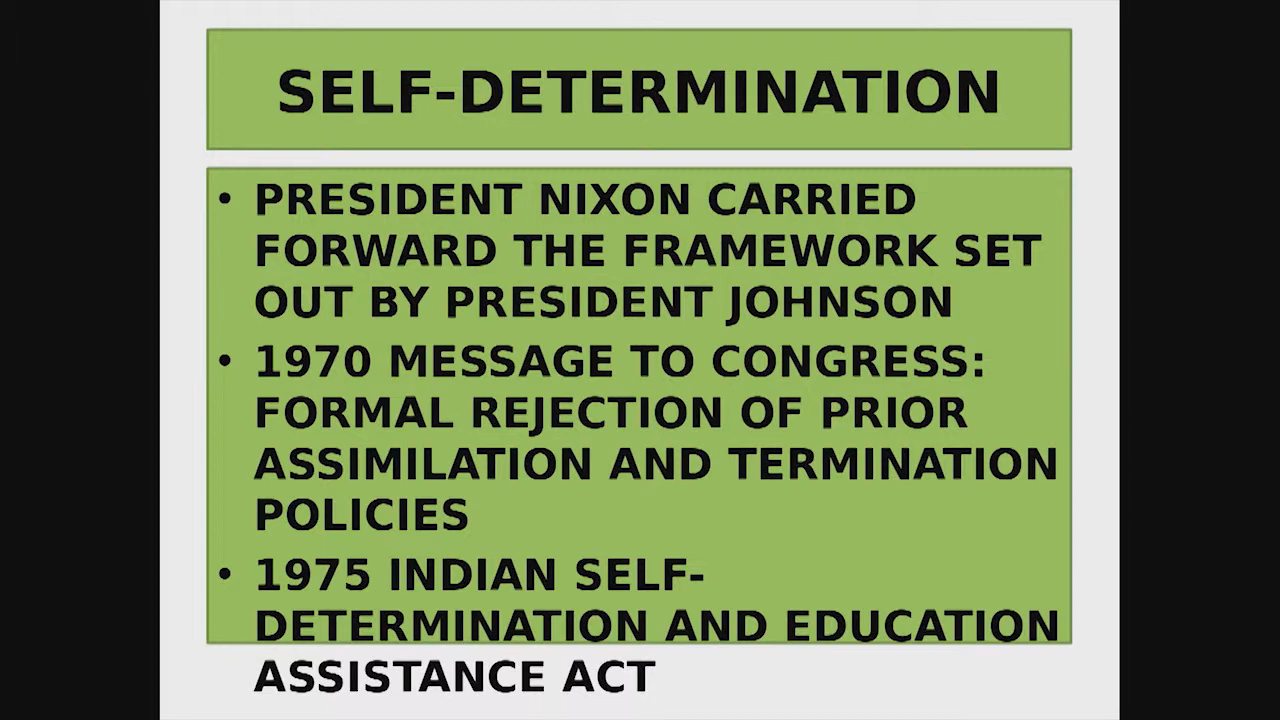 SELF-DETERMINATION
• PRESIDENT NIXON CARRIED
FORWARD THE FRAMEWORK SET
OUT BY PRESIDENT JOHNSON
• 1970 MESSAGE TO CONGRESS:
FORMAL REJECTION OF PRIOR
ASSIMILATION AND TERMINATION
POLICIES
• 1975 INDIAN SELF-
DETERMINATION AND EDUCATION
ASSISTANCE ACT